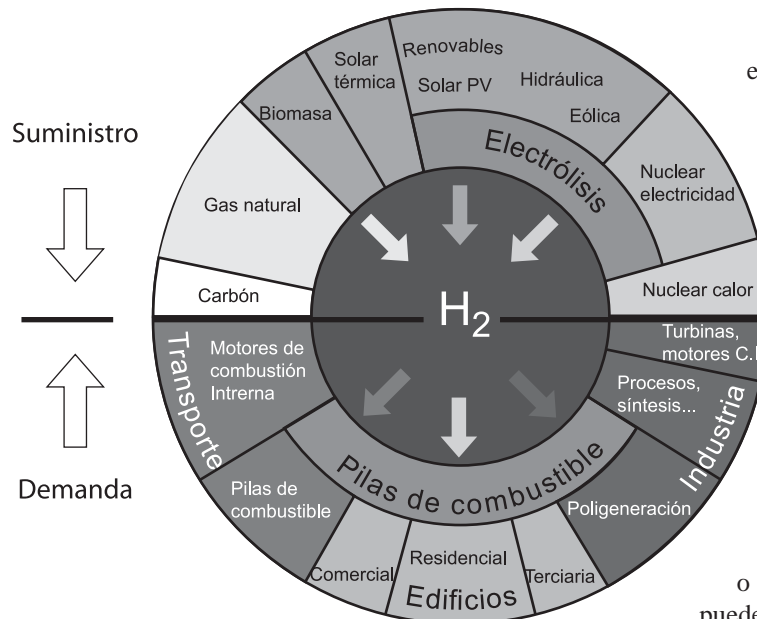 Suministro
Demanda
Renovables
Solar PV
Hidráulica
Eólica
Solar
térmica
Biomasa
Gas natural
Carbón
Electrólisis
Nuclear
electricidad
Nuclear calor
H2
Transporte
Motores de
combustión
Intrerna
Pilas de
combustible
Pilas de combustible
Comercial
Residencial
Terciaria
Edificios
Poligeneración
Industria
Procesos,
síntesis...
Turbinas,
motores C.I
e
o
puede